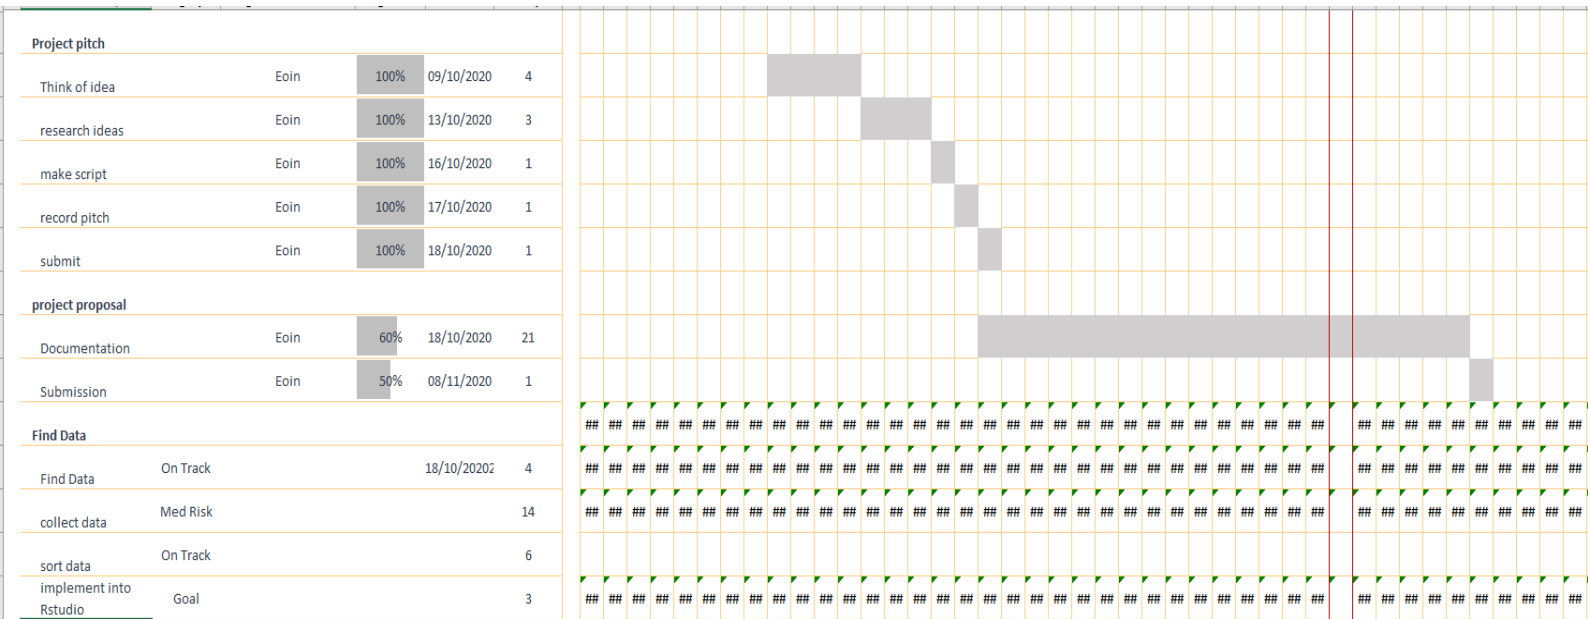 Project pitch
Think of idea Eoin 100% 09/10/2020 4
research ideas Eoin 100% 13/10/2020 3
make script Eoin 100% 16/10/2020 1
record pitch Eoin 100% 17/10/2020 1
submit Eoin 100% 18/10/2020 1
project proposal
Documentation Eoin 60% 18/10/2020 21
Submission Eoin 50% 08/11/2020 1
Find Data ## ## ## ## ## ## ## ## ## ## ## ## ## ## ## ## ## ## ## ## ## ## ## ## ## ## ## ## ## ## ## ## ## ## ## ## ## ## ## ## ## ##
Find Data On Track 18/10/20202 4 ## ## ## ## ## ## ## ## ## ## ## ## ## ## ## ## ## ## ## ## ## ## ## ## ## ## ## ## ## ## ## ## ## ## ## ## ## ## ## ## ## ##
collect data Med Risk 14 ## ## ## ## ## ## ## ## ## ## ## ## ## ## ## ## ## ## ## ## ## ## ## ## ## ## ## ## ## ## ## ## ## ## ## ## ## ## ## ## ## ##
sort data On Track 6
implement into
Rstudio Goal 3 ## ## ## ## ## ## ## ## ## ## ## ## ## ## ## ## ## ## ## ## ## ## ## ## ## ## ## ## ## ## ## ## ## ## ## ## ## ## ## ## ## ##